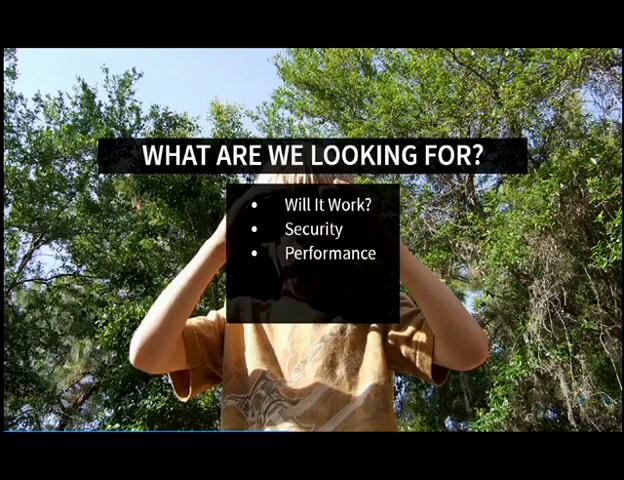 WHAT ARE WE LOOKING FOR?
• Will It Work?
• Security
• Performance